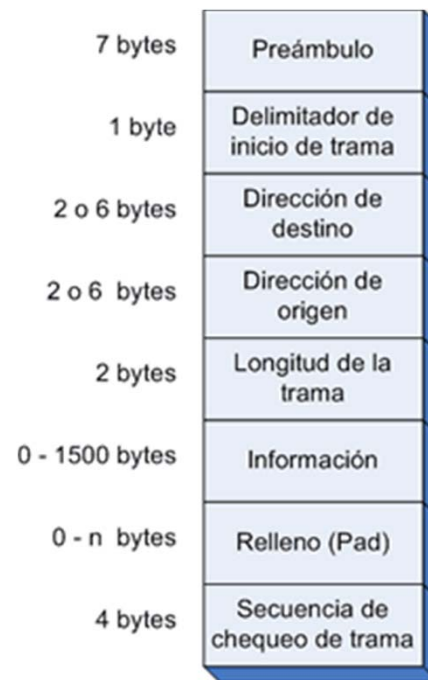 7 bytes
Preámbulo
1 byte
Delimitador de
inicio de trama
2 o 6 bytes
Dirección de
destino
2 o 6 bytes
Dirección de
origen
2 bytes
Longitud de la
trama
0 - 1500 bytes
Información
0 - n bytes
Relleno (Pad)
4 bytes
Secuencia de
chequeo de trama